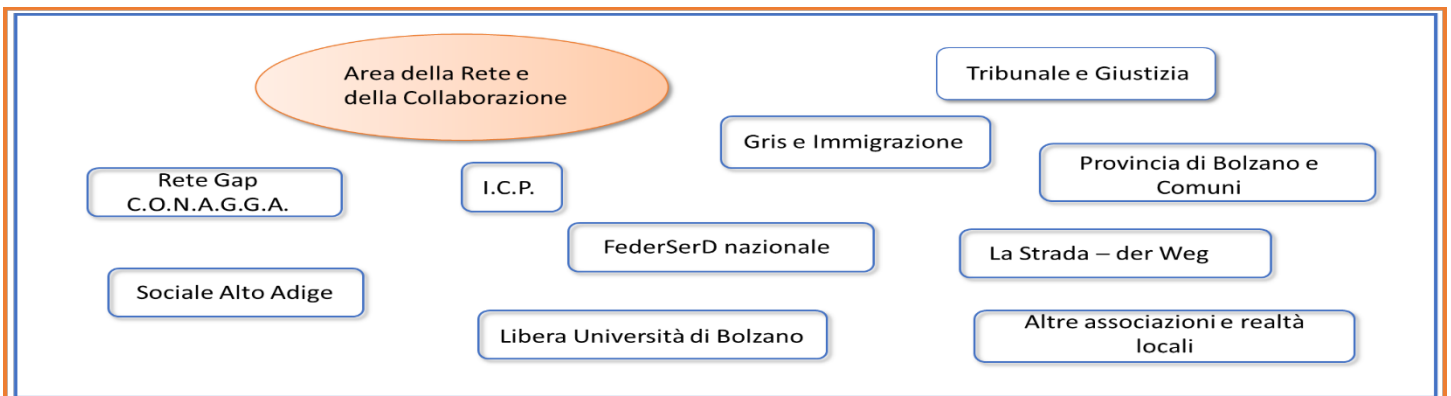 Area della Rete e
della Collaborazione
Tribunale e Giustizia
Gris e Immigrazione
Provincia di Bolzano e
Comuni
Rete Gap
C.O.N.A.G.G.A.
I.C.P.
FederSerD nazionale
La Strada – der Weg
Sociale Alto Adige
Libera Università di Bolzano
Altre associazioni e realtà
locali